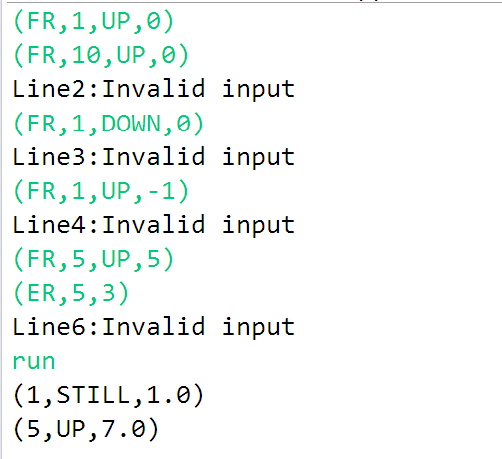 (FR,1,UP,0)
(FR,10,UP,0)
Line2:Invalid input
(FR,1,DOWN,0)
Line3:Invalid input
(FR,1,UP,-1)
Line4:Invalid input
(FR,5,UP,5)
(ER,5,3)
Line6:Invalid input
run
(1,STILL,1.0)
(5,UP,7.0)